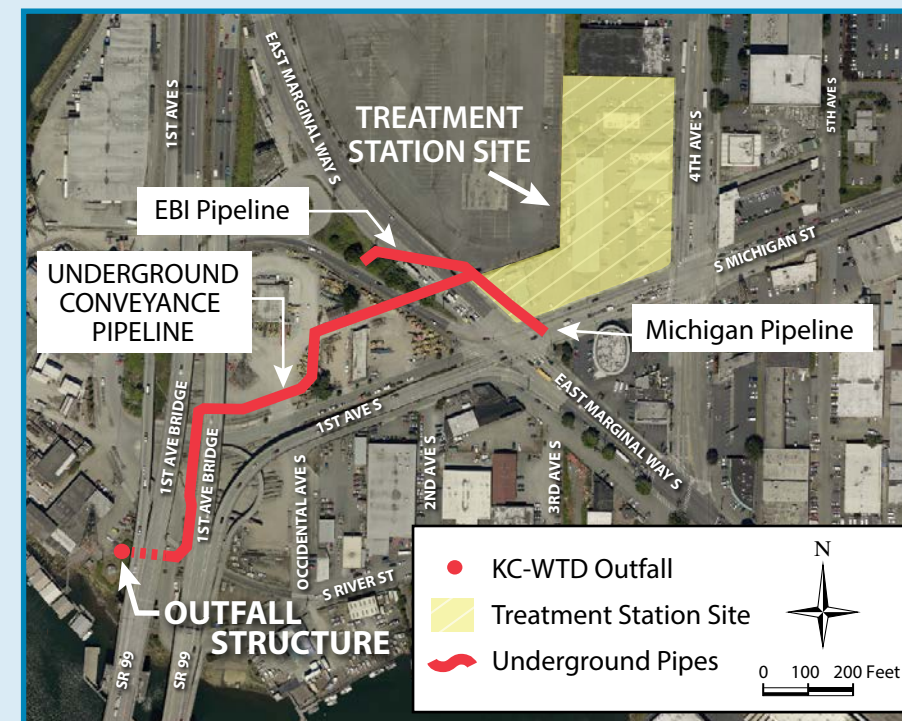 1ST AVE S
EAST MARGINAL WAY S
TREATMENT
STATION SITE
4TH AVE S
5TH AVE S
EBI Pipeline
S MICHIGAN ST
UNDERGROUND
CONVEYANCE
PIPELINE
Michigan Pipeline
1ST AVE BRIDGE
1ST AVE BRIDGE
1ST AVE S
EAST MARGINAL WAY S
OCCIDENTAL AVE S
2ND AVE S
3RD AVE S
S RIVER ST
OUTFALL
STRUCTURE
SR 99
SR 99
KC-WTD Outfall
Treatment Station Site
Underground Pipes
N
0 100 200 Feet